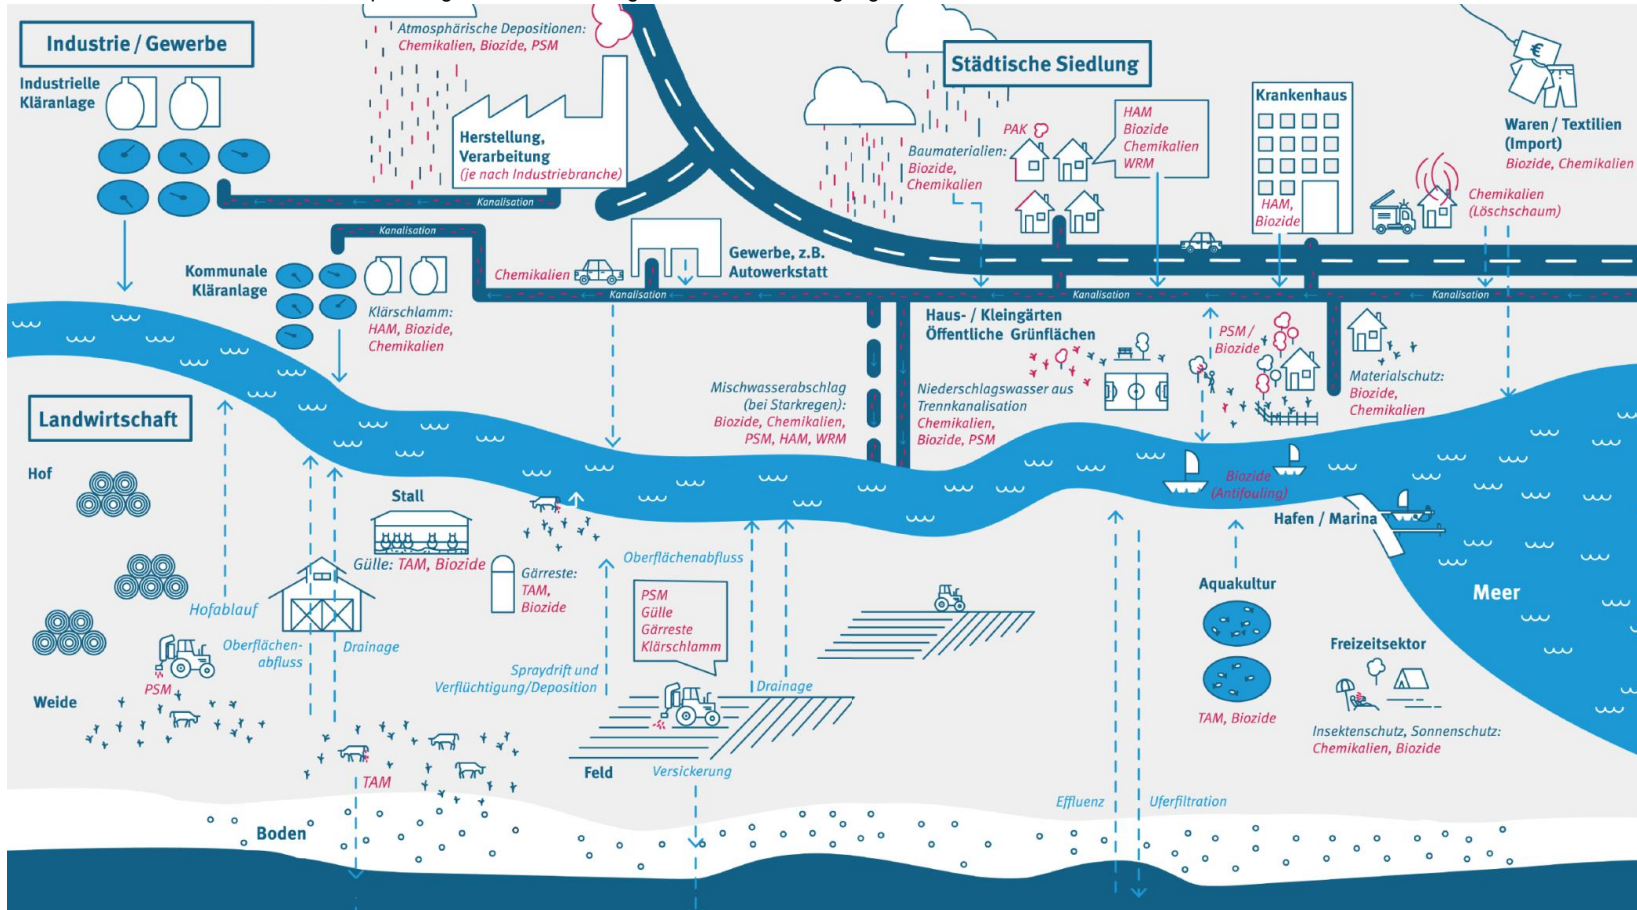 Atmosphärische Depositionen:
Chemikalien, Biozide, PSM
Industrie / Gewerbe
Industrielle
Kläranlage
Herstellung,
Verarbeitung
(je nach Industriebranche)
Kanalisation
Städtische Siedlung
Baumaterialien:
Biozide,
Chemikalien
PAK
HAM
Biozide
Chemikalien
WRM
Krankenhaus
HAM,
Biozide
€
Waren / Textilien
(Import)
Biozide, Chemikalien
Chemikalien
(Löschschaum)
Kanalisation
Kommunale
Kläranlage
Klärschlamm:
HAM, Biozide,
Chemikalien
Chemikalien
Gewerbe, z.B.
Autowerkstatt
Kanalisation
Kanalisation
Kanalisation
Haus- / Kleingärten
Öffentliche Grünflächen
PSM /
Biozide
Materialschutz:
Biozide,
Chemikalien
Mischwasserabschlag
(bei Starkregen):
Biozide, Chemikalien,
PSM, HAM, WRM
Niederschlagswasser aus
Trennkanalisation
Chemikalien,
Biozide, PSM
Landwirtschaft
Hof
Stall
Gülle: TAM, Biozide
Gärreste:
TAM,
Biozide
Hofablauf
Oberflächen-
abfluss
Drainage
PSM
Weide
TAM
Oberflächenabfluss
PSM
Gülle
Gärreste
Klärschlamm
Spraydrift und
Verflüchtigung/Deposition
Drainage
Feld
Versickerung
Biozide
(Antifouling)
Hafen / Marina
Meer
Aquakultur
TAM, Biozide
Freizeitsektor
Insektenschutz, Sonnenschutz:
Chemikalien, Biozide
Effluenz
Uferfiltration
Boden